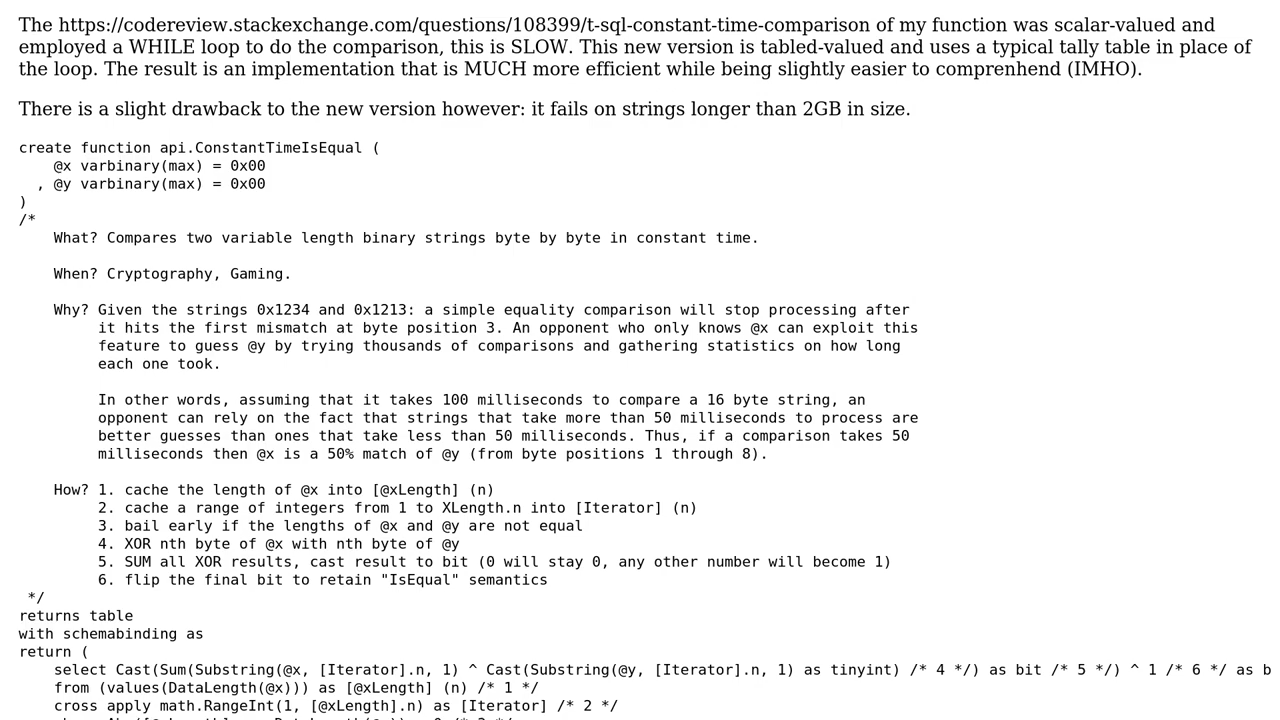 The https://codereview.stackexchange.com/questions/108399/t-sql-constant-time-comparison of my function was scalar-valued and
employed a WHILE loop to do the comparison, this is SLOW. This new version is tabled-valued and uses a typical tally table in place of
the loop. The result is an implementation that is MUCH more efficient while being slightly easier to comprenhend (IMHO).
There is a slight drawback to the new version however: it fails on strings longer than 2GB in size.
create function api.ConstantTimeIsEqual (
    @x varbinary(max) = 0x00
  , @y varbinary(max) = 0x00
)
/*
    What? Compares two variable length binary strings byte by byte in constant time.
    When? Cryptography, Gaming.
    Why? Given the strings 0x1234 and 0x1213: a simple equality comparison will stop processing after
         it hits the first mismatch at byte position 3. An opponent who only knows @x can exploit this
         feature to guess @y by trying thousands of comparisons and gathering statistics on how long
         each one took.
         In other words, assuming that it takes 100 milliseconds to compare a 16 byte string, an
         opponent can rely on the fact that strings that take more than 50 milliseconds to process are
         better guesses than ones that take less than 50 milliseconds. Thus, if a comparison takes 50
         milliseconds then @x is a 50% match of @y (from byte positions 1 through 8).
    How? 1. cache the length of @x into [@xLength] (n)
         2. cache a range of integers from 1 to XLength.n into [Iterator] (n)
         3. bail early if the lengths of @x and @y are not equal
         4. XOR nth byte of @x with nth byte of @y
         5. SUM all XOR results, cast result to bit (0 will stay 0, any other number will become 1)
         6. flip the final bit to retain "IsEqual" semantics
 */
returns table
with schemabinding as
return (
    select Cast(Sum(Substring(@x, [Iterator].n, 1) ^ Cast(Substring(@y, [Iterator].n, 1) as tinyint) /* 4 */) as bit /* 5 */) ^ 1 /* 6 */ as b
    from (values(DataLength(@x))) as [@xLength] (n) /* 1 */
    cross apply math.RangeInt(1, [@xLength].n) as [Iterator] /* 2 */